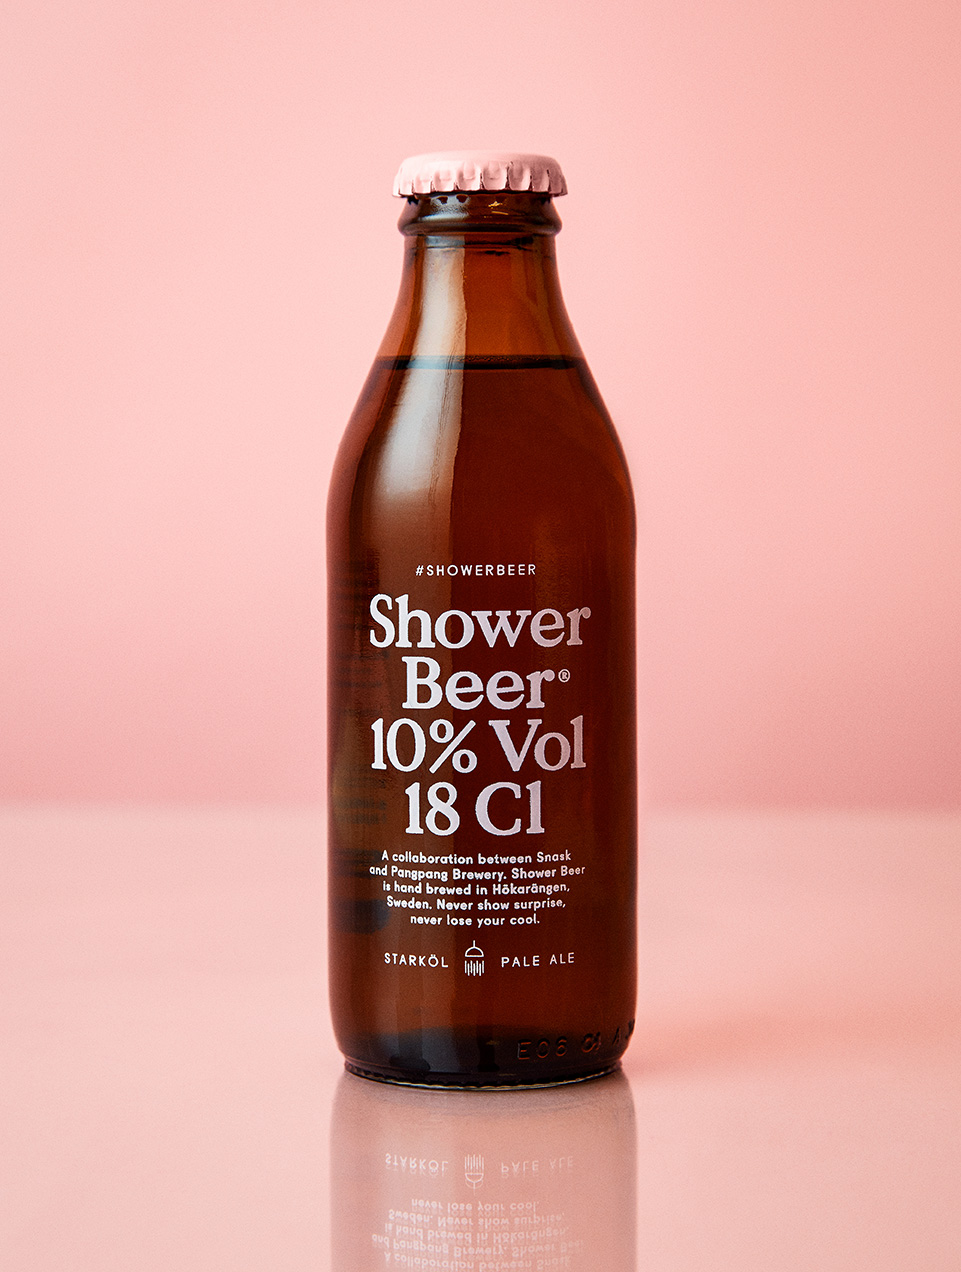 #SHOWERBEER
Shower
Beer®
10% Vol
18 Cl
A collaboration between Snask
and Pangpang Brewery. Shower Beer
is hand brewed in Hökarängen,
Sweden. Never show surprise,
never lose your cool.
STARKÖL PALE ALE